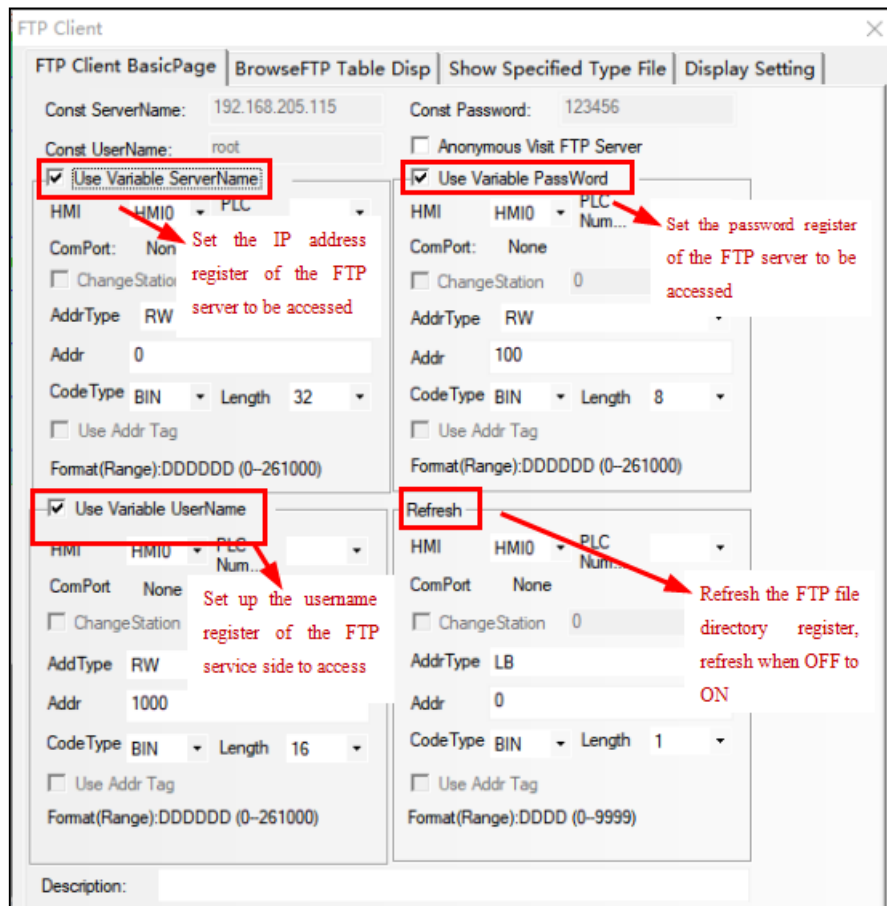 FTP Client
FTP Client BasicPage
BrowseFTP Table Disp
Show Specified Type File
Display Setting
Const ServerName: 192.168.205.115
Const Password: 123456
Const UserName: root
Anonymous Visit FTP Server
Use Variable ServerName
HMI HMI0 PLC
ComPort: Non
Set the IP address
register of the FTP
server to be accessed
Change Statio
AddrType RW
Addr 0
CodeType BIN Length 32
Use Addr Tag
Format(Range):DDDDDD (0--261000)
Use Variable PassWord
HMI HMI0 PLC
Num...
ComPort: None
Set the password register
of the FTP server to be
accessed
Change Station 0
AddrType RW
Addr 100
CodeType BIN Length 8
Use Addr Tag
Format(Range):DDDDDD (0--261000)
Use Variable UserName
HMI HMI0 PLC
Num...
ComPort None
Set up the username
register of the FTP
service side to access
Change Station
AddType RW
Addr 1000
CodeType BIN Length 16
Use Addr Tag
Format(Range):DDDDDD (0--261000)
Refresh
HMI HMI0 PLC
Num...
ComPort None
Refresh the FTP file
directory register,
refresh when OFF to
ON
Change Station 0
AddrType LB
Addr 0
CodeType BIN Length 1
Use Addr Tag
Format(Range):DDDD (0--9999)
Description: